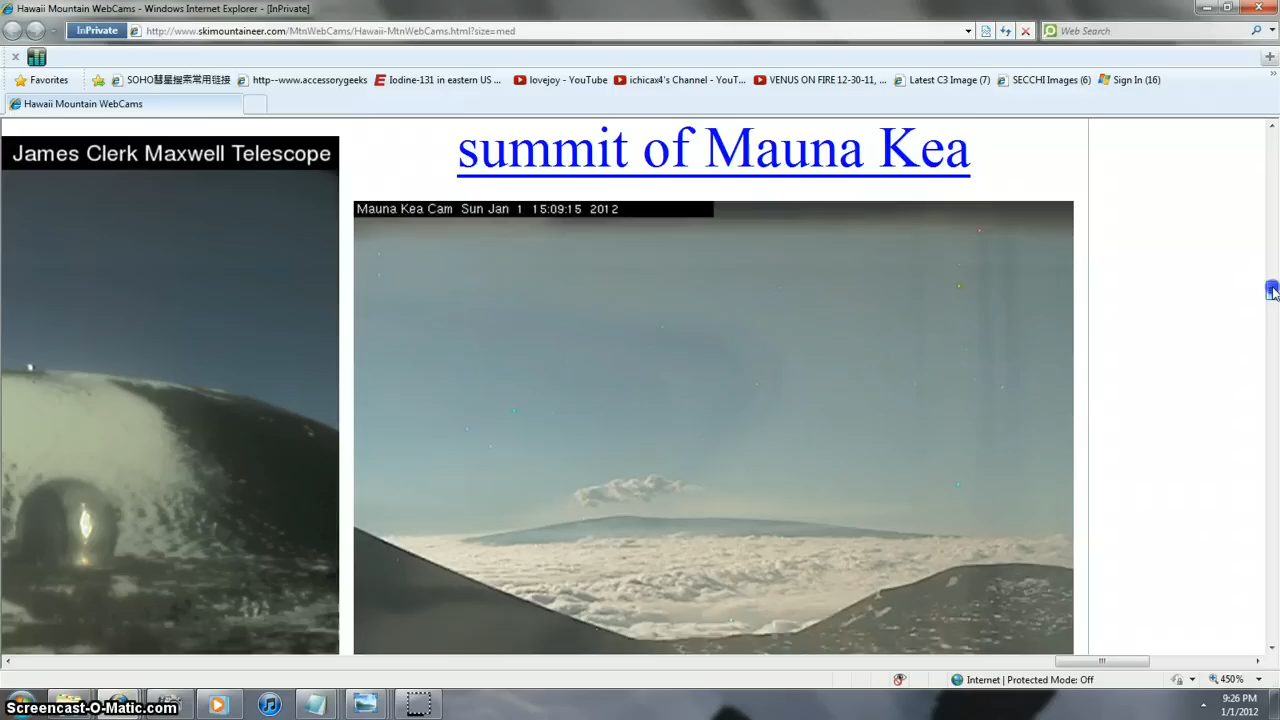 Hawaii Mountain WebCams - Windows Internet Explorer - [InPrivate]
InPrivate http://www.skimountaineer.com/MtnWebCams/Hawaii-MtnWebCams.html?size=med Web Search
Favorites SOHO彗星搜索常用链接 http--www.accessorygeeks Iodine-131 in eastern US ... lovejoy - YouTube ichicax4's Channel - YouT... VENUS ON FIRE 12-30-11, ... Latest C3 Image (7) SECCHI Images (6) Sign In (16)
Hawaii Mountain WebCams
summit of Mauna Kea
James Clerk Maxwell Telescope
Mauna Kea Cam Sun Jan 1 15:09:15 2012
Internet | Protected Mode: Off 450%
Screencast-O-Matic.com
9:26 PM
1/1/2012